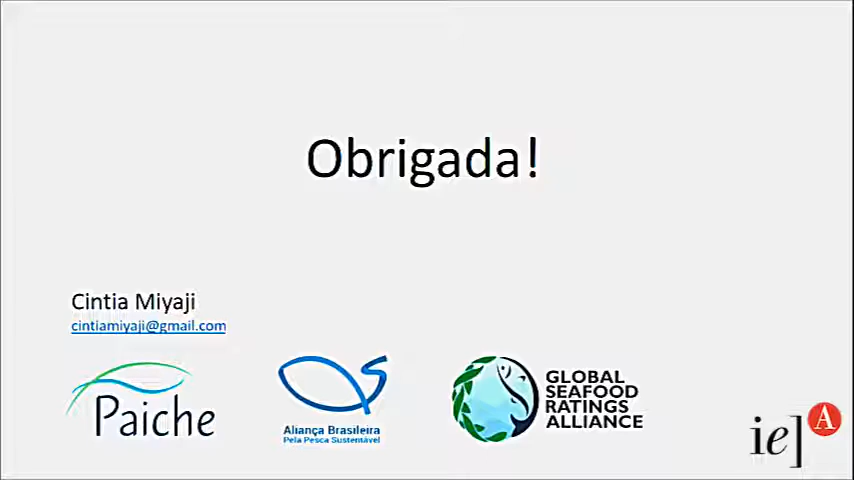 Obrigada!
Cintia Miyaji
cintiamiyaji@gmail.com
Paiche
Aliança Brasileira
Pela Pesca Sustentável
GLOBAL
SEAFOOD
RATINGS
ALLIANCE
ie] A